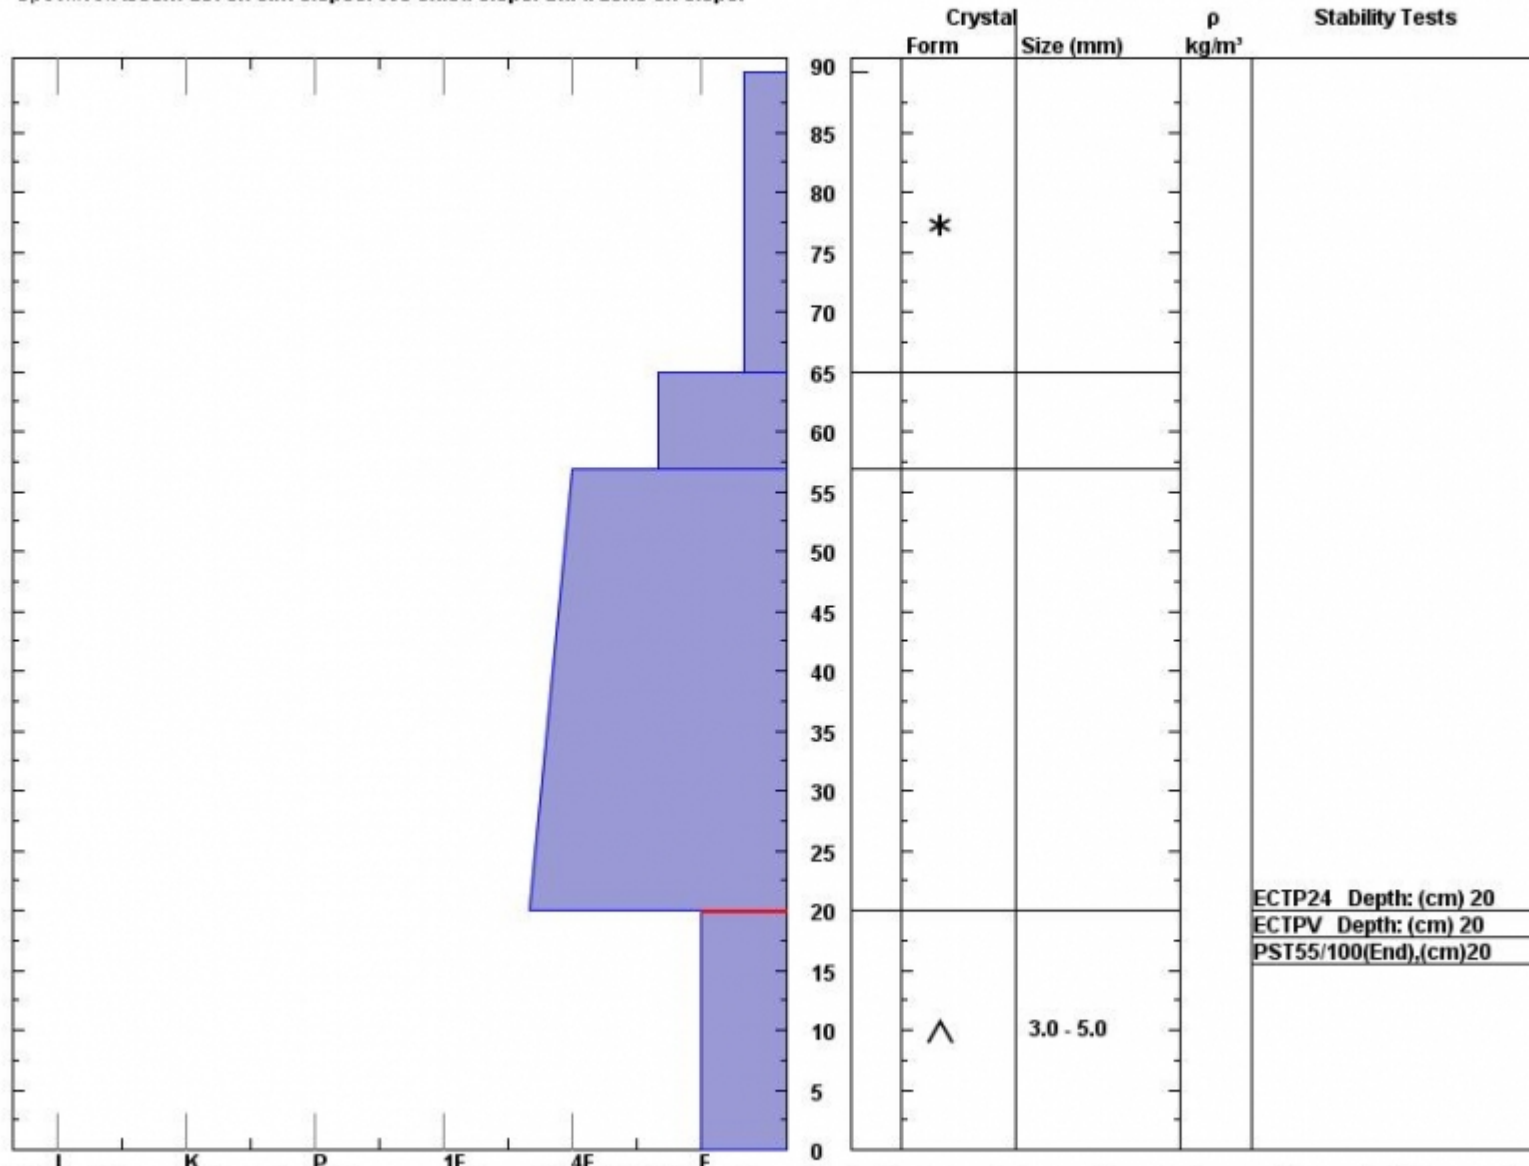 Crystal ρ Stability Tests
Form Size (mm) kg/m³
90
85
80
75
70
65
60
55
50
45
40
35
30
25
ECTP24 Depth: (cm) 20
20
ECTPV Depth: (cm) 20
PST55/100(End),(cm)20
15
3.0 - 5.0
10
5
0
I K P 1F 4F F